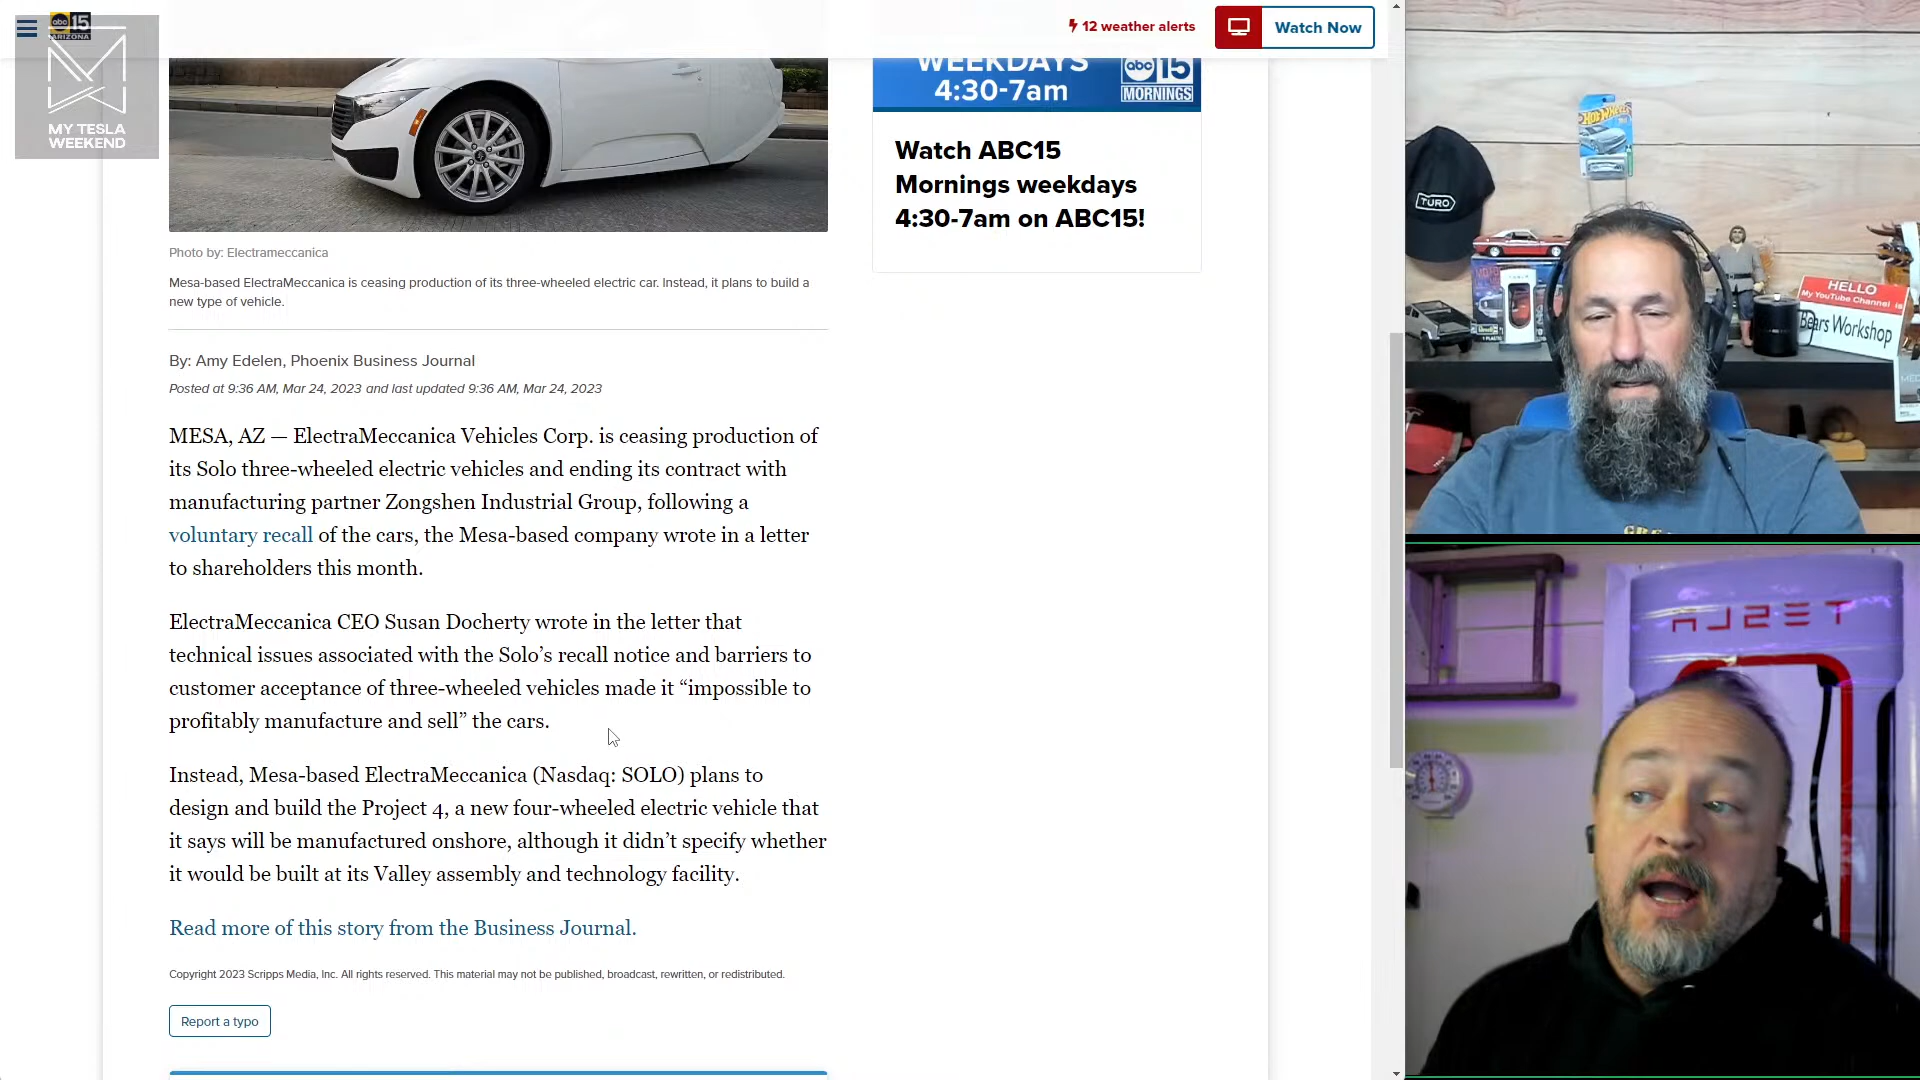 abc 15
ARIZONA
12 weather alerts
Watch Now
MY TESLA
WEEKEND
WEEKDAYS
4:30-7am
abc 15
MORNINGS
Watch ABC15
Mornings weekdays
4:30-7am on ABC15!
Photo by: Electrameccanica
Mesa-based ElectraMeccanica is ceasing production of its three-wheeled electric car. Instead, it plans to build a
new type of vehicle.
By: Amy Edelen, Phoenix Business Journal
Posted at 9:36 AM, Mar 24, 2023 and last updated 9:36 AM, Mar 24, 2023
MESA, AZ — ElectraMeccanica Vehicles Corp. is ceasing production of
its Solo three-wheeled electric vehicles and ending its contract with
manufacturing partner Zongshen Industrial Group, following a
voluntary recall of the cars, the Mesa-based company wrote in a letter
to shareholders this month.
ElectraMeccanica CEO Susan Docherty wrote in the letter that
technical issues associated with the Solo’s recall notice and barriers to
customer acceptance of three-wheeled vehicles made it “impossible to
profitably manufacture and sell” the cars.
Instead, Mesa-based ElectraMeccanica (Nasdaq: SOLO) plans to
design and build the Project 4, a new four-wheeled electric vehicle that
it says will be manufactured onshore, although it didn’t specify whether
it would be built at its Valley assembly and technology facility.
Read more of this story from the Business Journal.
Copyright 2023 Scripps Media, Inc. All rights reserved. This material may not be published, broadcast, rewritten, or redistributed.
Report a typo
Hot Wheels
TURO
HELLO
My YouTube Channel is
Bears Workshop
TESLA